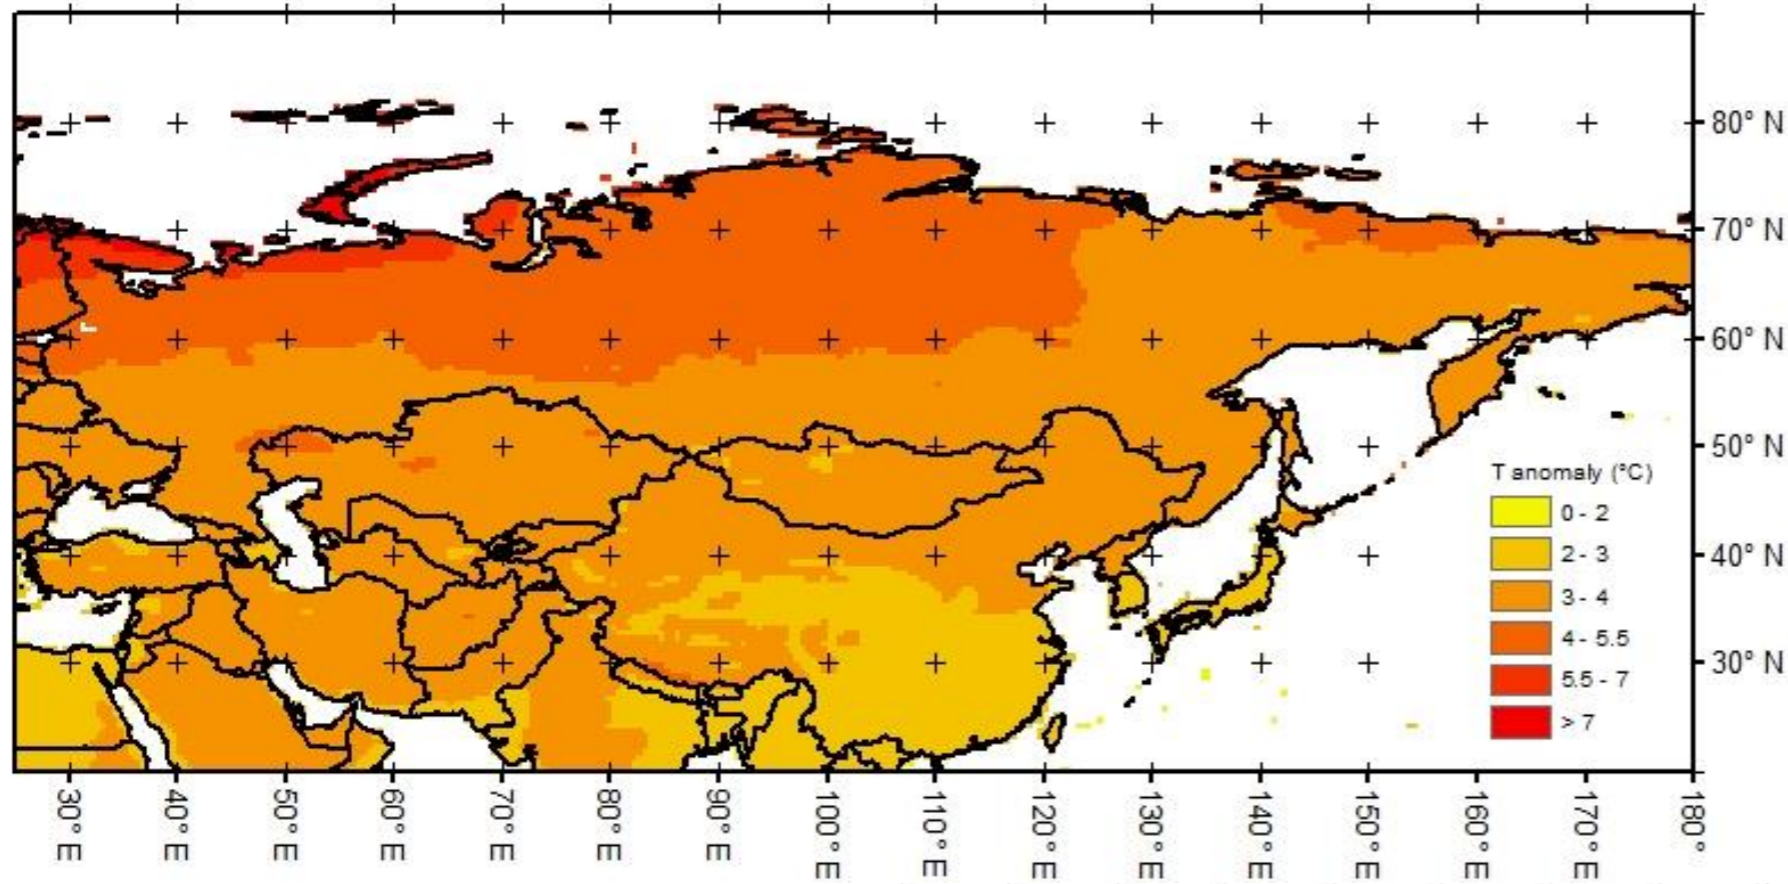 80° N
70° N
60° N
50° N
T anomaly (°C)
0 - 2
2 - 3
40° N
3 - 4
4 - 5.5
30° N
5.5 - 7
> 7
30° E
40° E
50° E
60° E
70° E
80° E
90° E
100° E
110° E
120° E
130° E
140° E
150° E
160° E
170° E
180°